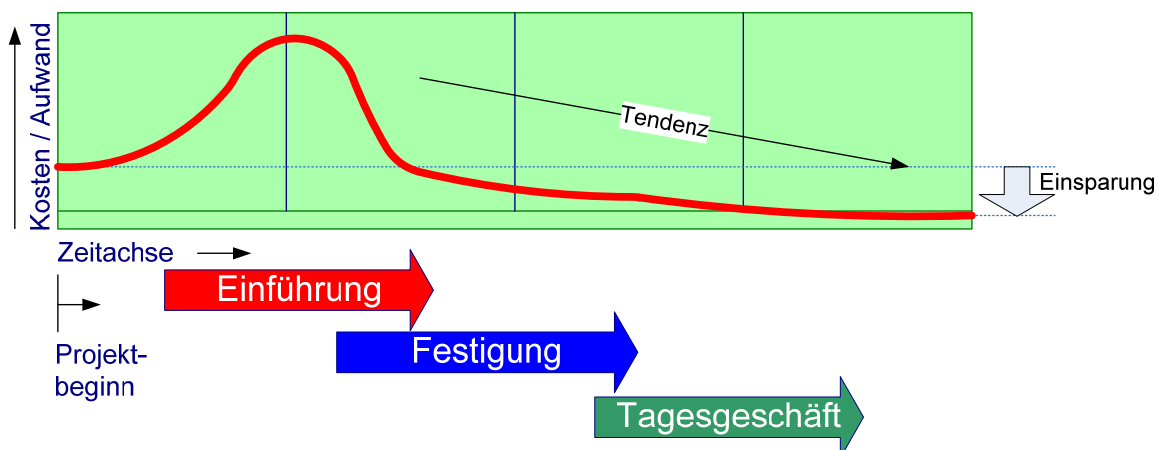 Kosten / Aufwand
Tendenz
Einsparung
Zeitachse
Einführung
Projekt-
beginn
Festigung
Tagesgeschäft